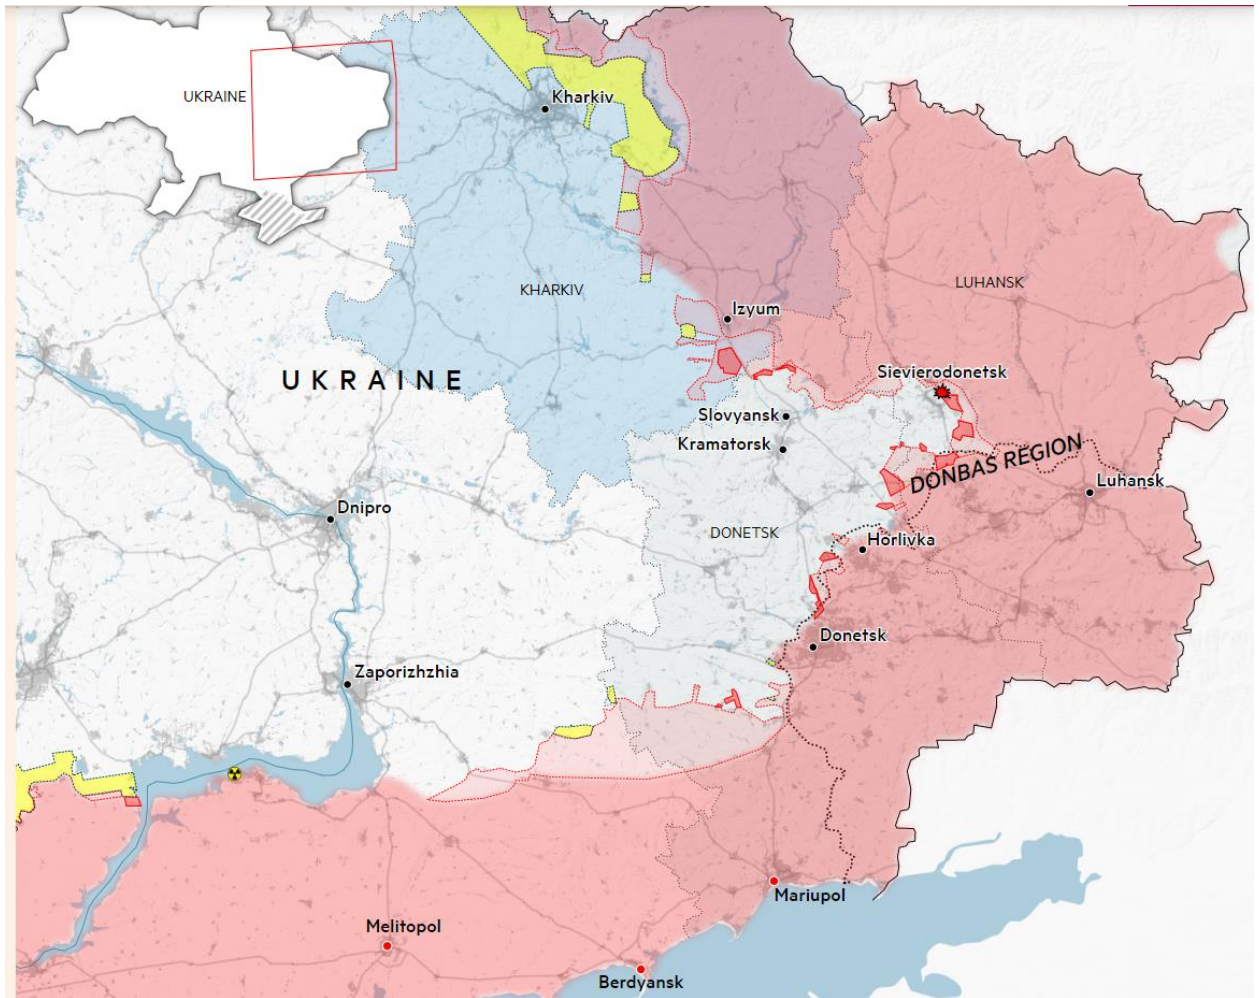 UKRAINE
Kharkiv
KHARKIV
LUHANSK
Izyum
UKRAINE
Sievierodonetsk
Slovyansk
Kramatorsk
DONBAS REGION
Luhansk
Dnipro
DONETSK
Horlivka
Donetsk
Zaporizhzhia
Mariupol
Melitopol
Berdyansk